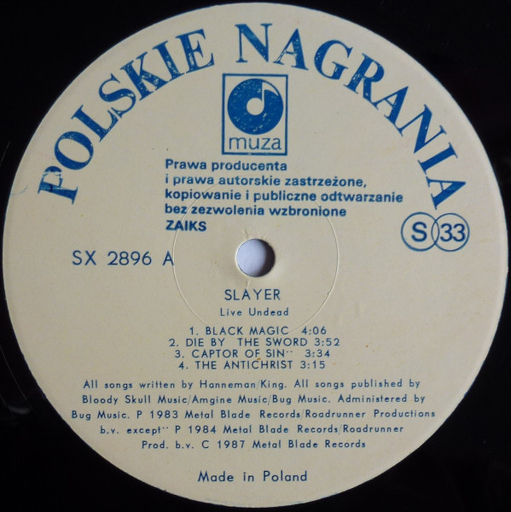 POLSKIE NAGRANIA
muza
Prawa producenta
i prawa autorskie zastrzeżone,
kopiowanie i publiczne odtwarzanie
bez zezwolenia wzbronione
ZAIKS
S 33
SX 2896 A
SLAYER
Live Undead
1. BLACK MAGIC 4:06
2. DIE BY THE SWORD 3:52
3. CAPTOR OF SIN¨ 3:34
4. THE ANTICHRIST 3:15
All songs written by Hanneman/King. All songs published by
Bloody Skull Music/Amgine Music/Bug Music. Administered by
Bug Music. P 1983 Metal Blade Records/Roadrunner Productions
b.v. except¨ P 1984 Metal Blade Records/Roadrunner
Prod. b.v. C 1987 Metal Blade Records
Made in Poland